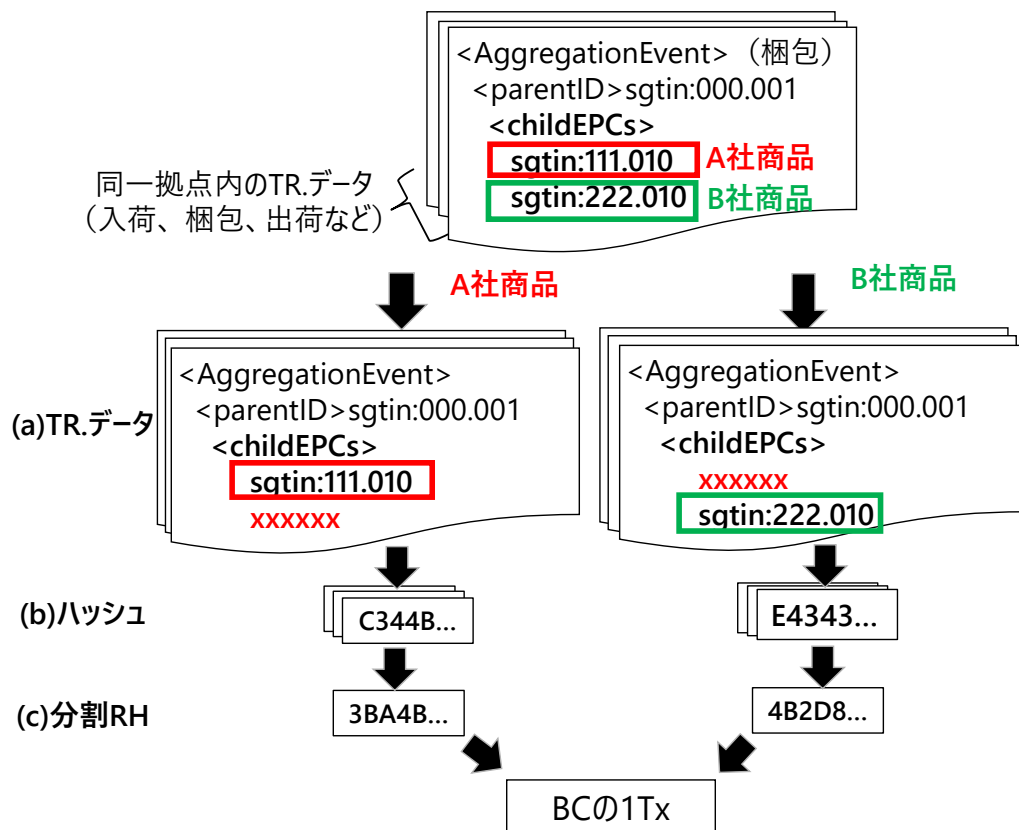 <AggregationEvent>（梱包）
<parentID>sgtin:000.001
<childEPCs>
sgtin:111.010 A社商品
sgtin:222.010 B社商品
同一拠点内のTR.データ
（入荷、梱包、出荷など）
A社商品
B社商品
(a)TR.データ
<AggregationEvent>
<parentID>sgtin:000.001
<childEPCs>
sgtin:111.010
xxxxxx
<AggregationEvent>
<parentID>sgtin:000.001
<childEPCs>
xxxxxx
sgtin:222.010
(b)ハッシュ
C344B...
E4343...
(c)分割RH
3BA4B...
4B2D8...
BCの1Tx